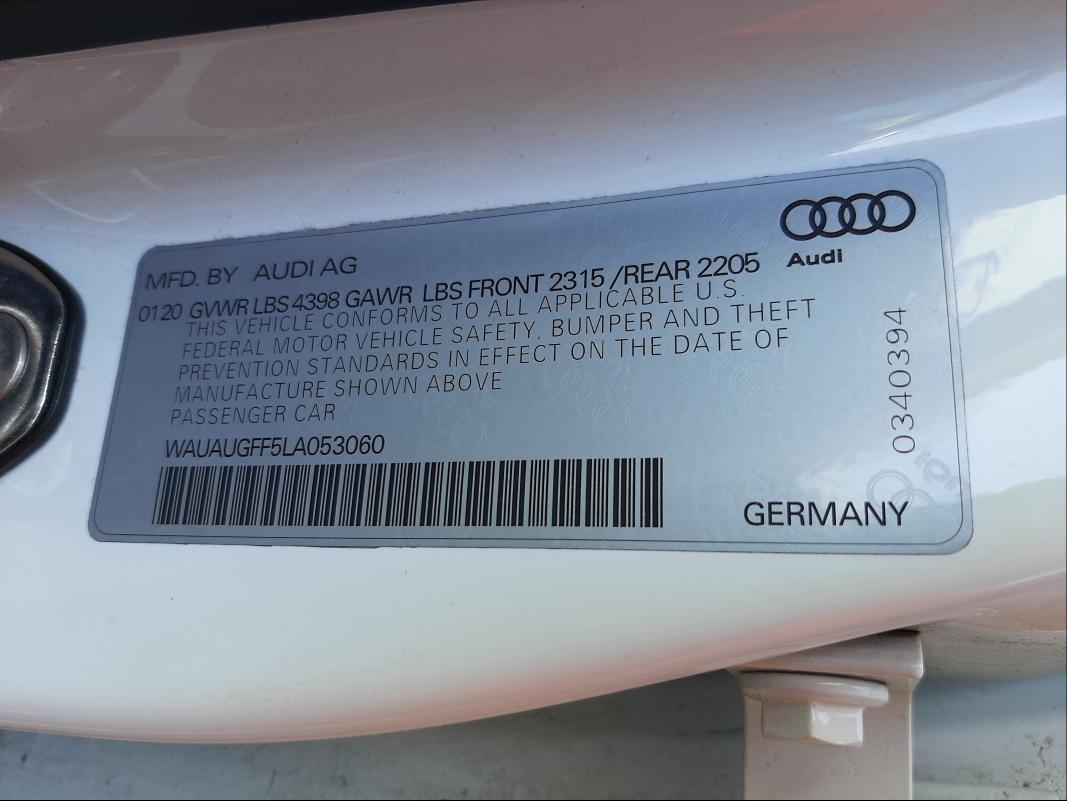 Audi
MFD. BY AUDI AG
0120 GVWR LBS 4398 GAWR LBS FRONT 2315 /REAR 2205
THIS VEHICLE CONFORMS TO ALL APPLICABLE U.S.
FEDERAL MOTOR VEHICLE SAFETY, BUMPER AND THEFT
PREVENTION STANDARDS IN EFFECT ON THE DATE OF
MANUFACTURE SHOWN ABOVE
PASSENGER CAR
WAUAUGFF5LA053060
0340394
GERMANY